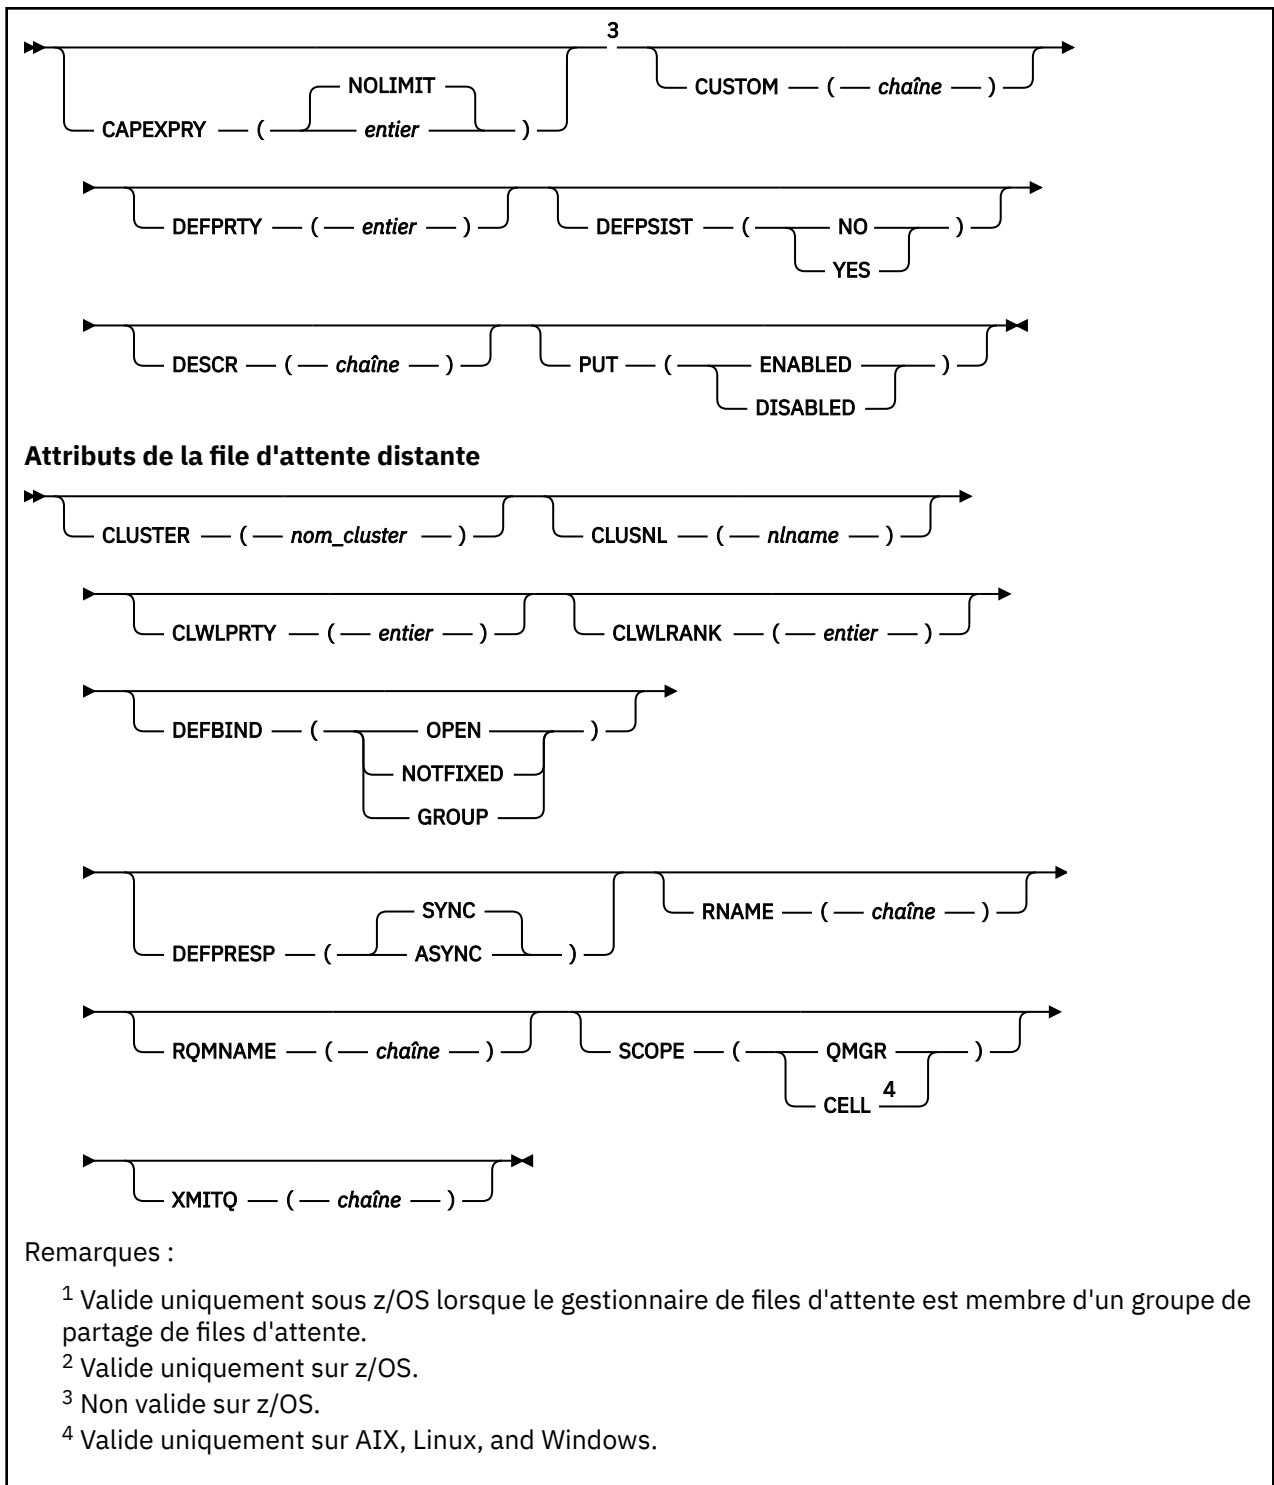 3
NOLIMIT
CAPEXPRY ( entier )
CUSTOM ( chaîne )
DEFPRTY ( entier )
DEFPSIST ( NO )
YES
DESCR ( chaîne )
PUT ( ENABLED )
DISABLED
Attributs de la file d'attente distante
CLUSTER ( nom_cluster )
CLUSNL ( nlname )
CLWLPRTY ( entier )
CLWLRANK ( entier )
DEFBIND ( OPEN )
NOTFIXED
GROUP
SYNC
DEFPRESP ( ASYNC )
RNAME ( chaîne )
RQMNAME ( chaîne )
SCOPE ( QMGR )
CELL 4
XMITQ ( chaîne )
Remarques :
1 Valide uniquement sous z/OS lorsque le gestionnaire de files d'attente est membre d'un groupe de
partage de files d'attente.
2 Valide uniquement sur z/OS.
3 Non valide sur z/OS.
4 Valide uniquement sur AIX, Linux, and Windows.